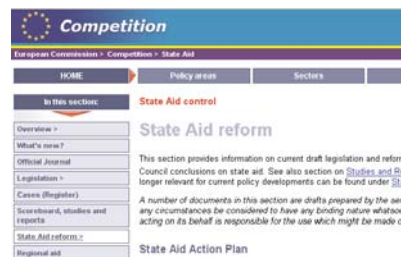 Competition
European Commission > Competition > State Aid
HOME
Policy areas
Sectors
In this section:
State Aid control
Overview >
State Aid reform
What's new?
Official Journal
This section provides information on current draft legislation and reform
Legislation >
Council conclusions on state aid. See also section on Studies and R
longer relevant for current policy developments can be found under St
Cases (Register)
A number of documents in this section are drafts prepared by the se
Scoreboard, studies and
reports
any circumstances be considered to have any binding nature whatsoe
acting on its behalf is responsible for the use which might be made o
State Aid reform >
Regional aid
State Aid Action Plan